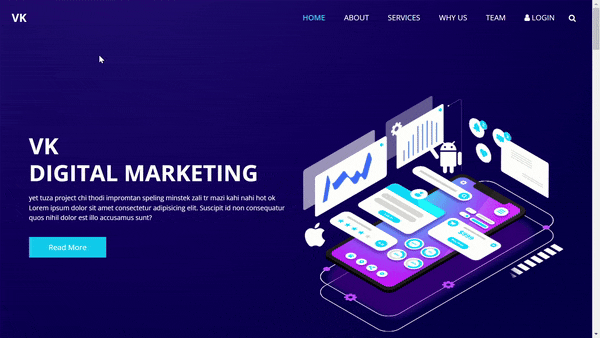 VK
HOME ABOUT SERVICES WHY US TEAM LOGIN
VK
DIGITAL MARKETING
yet tuza project chi thodi impromtan speling minstek zali tr mazi kahi nahi hot ok
Lorem ipsum dolor sit amet consectetur adipisicing elit. Suscipit id non consequatur
quos nihil dolor est illo accusamus sunt?
Read More